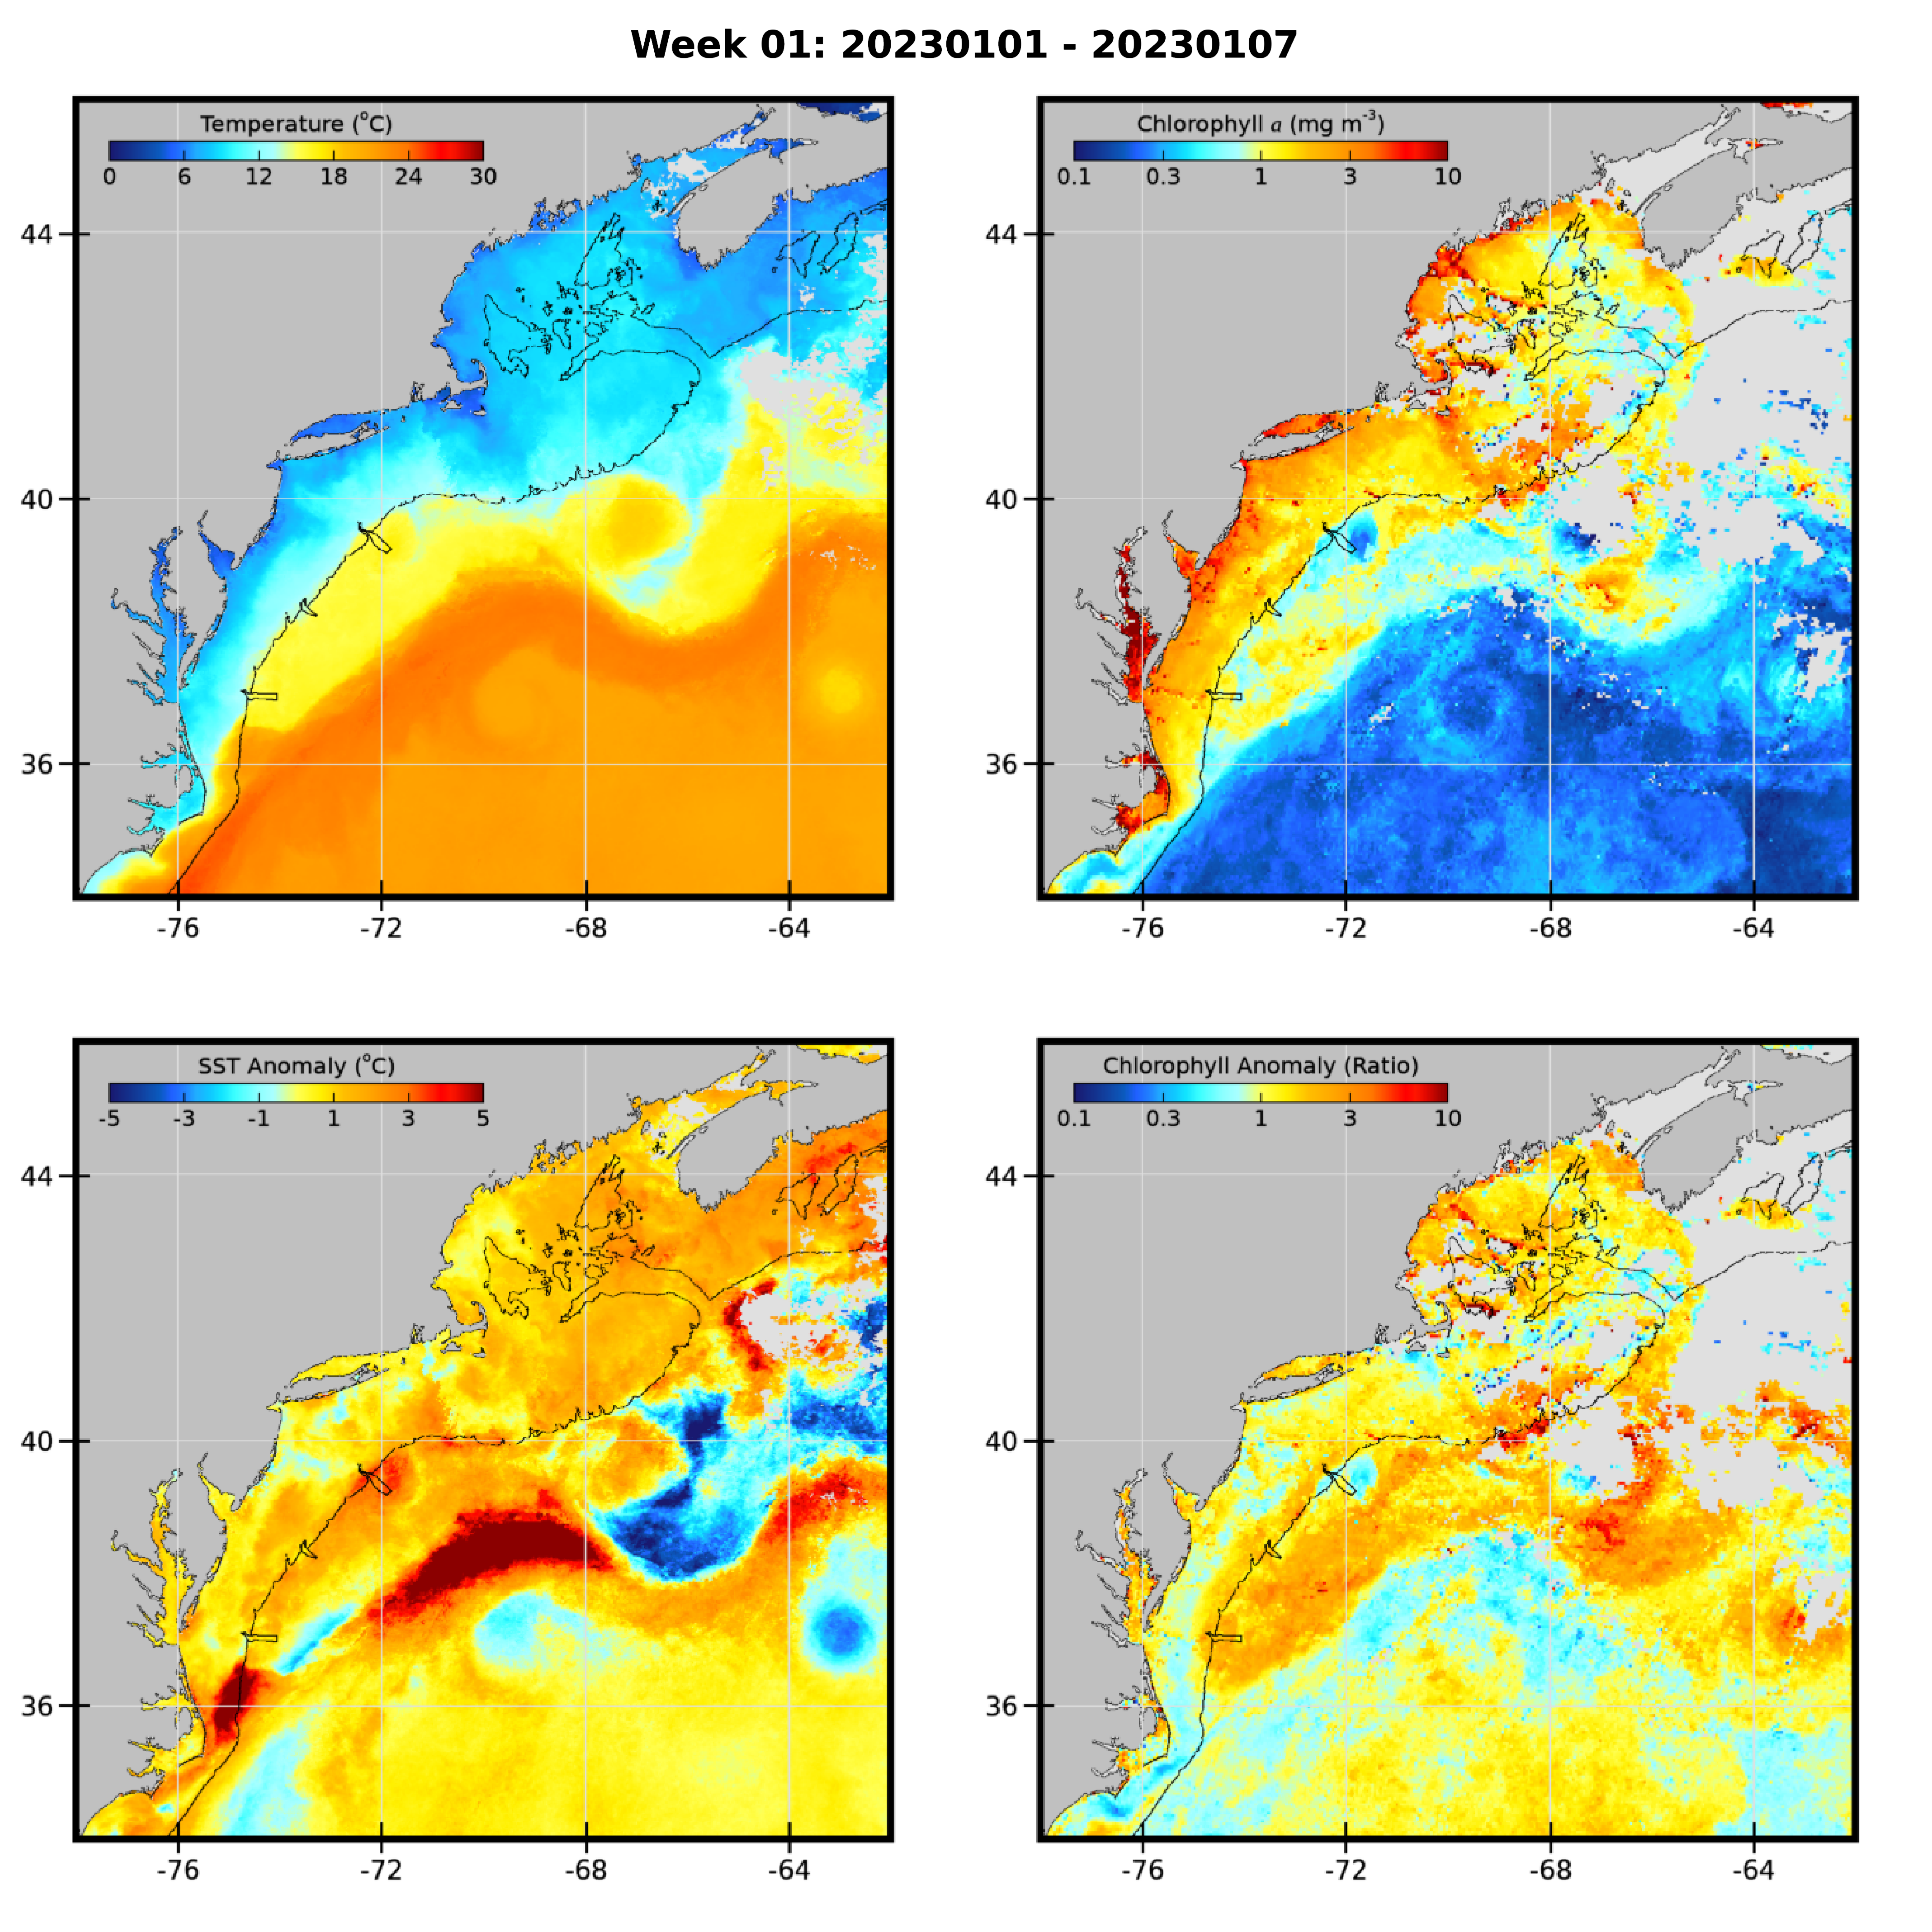 Week 01: 20230101 - 20230107
Temperature (°C)
0 6 12 18 24 30
44
40
36
-76 -72 -68 -64
Chlorophyll a (mg m⁻³)
0.1 0.3 1 3 10
44
40
36
-76 -72 -68 -64
SST Anomaly (°C)
-5 -3 -1 1 3 5
44
40
36
-76 -72 -68 -64
Chlorophyll Anomaly (Ratio)
0.1 0.3 1 3 10
44
40
36
-76 -72 -68 -64